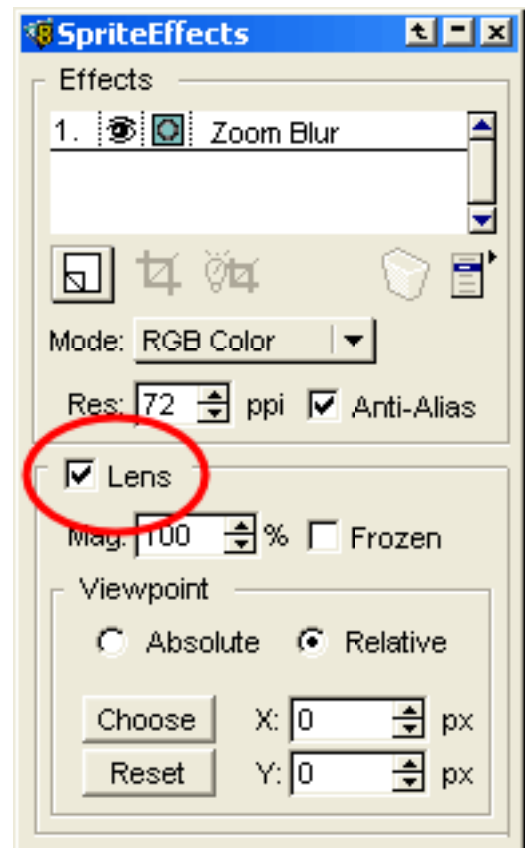 SpriteEffects
Effects
1. Zoom Blur
Mode: RGB Color
Res: 72 ppi Anti-Alias
Lens
Mag: 100 % Frozen
Viewpoint
Absolute Relative
Choose X: 0 px
Reset Y: 0 px